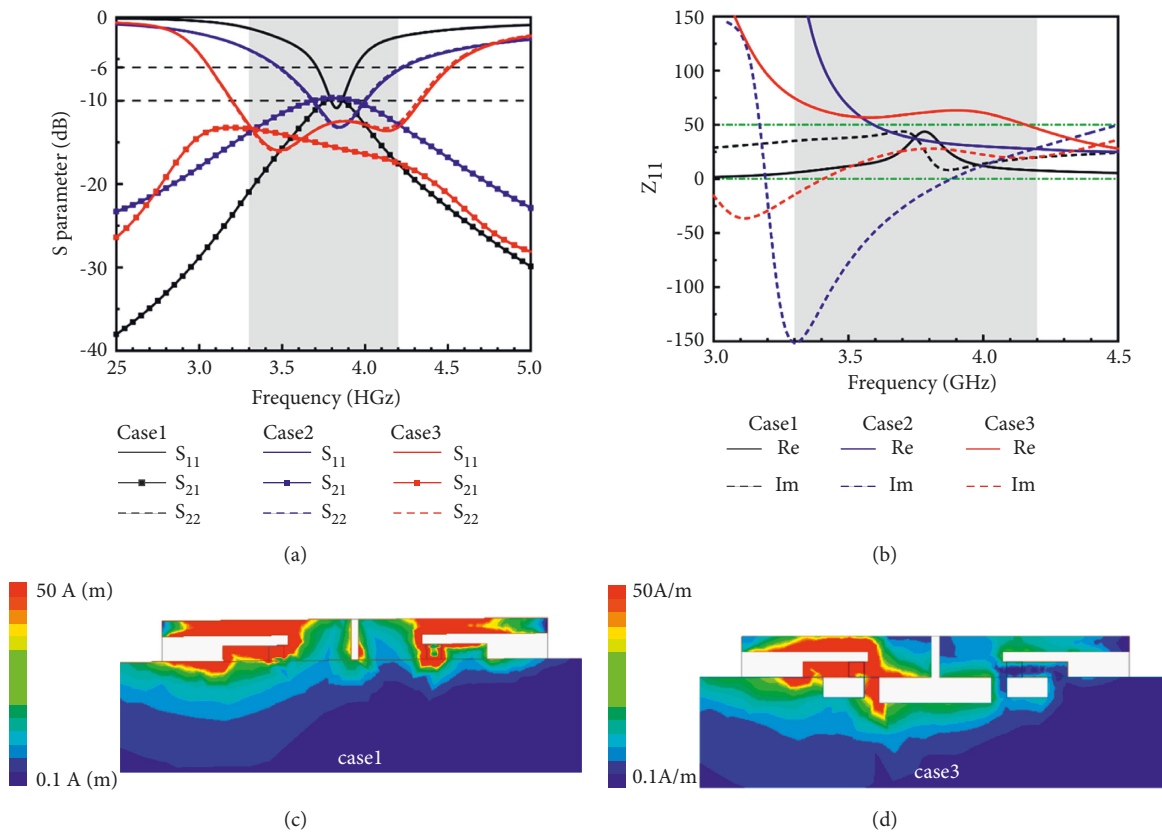 0
-6
-10
-20
-30
-40
S parameter (dB)
25
3.0
3.5
4.0
4.5
5.0
Frequency (HGz)
Case1
Case2
Case3
S11
S11
S11
S21
S21
S21
S22
S22
S22
(a)
150
100
50
0
-50
-100
-150
Z11
3.0
3.5
4.0
4.5
Frequency (GHz)
Case1
Case2
Case3
Re
Re
Re
Im
Im
Im
(b)
50 A (m)
0.1 A (m)
case1
(c)
50A/m
0.1A/m
case3
(d)